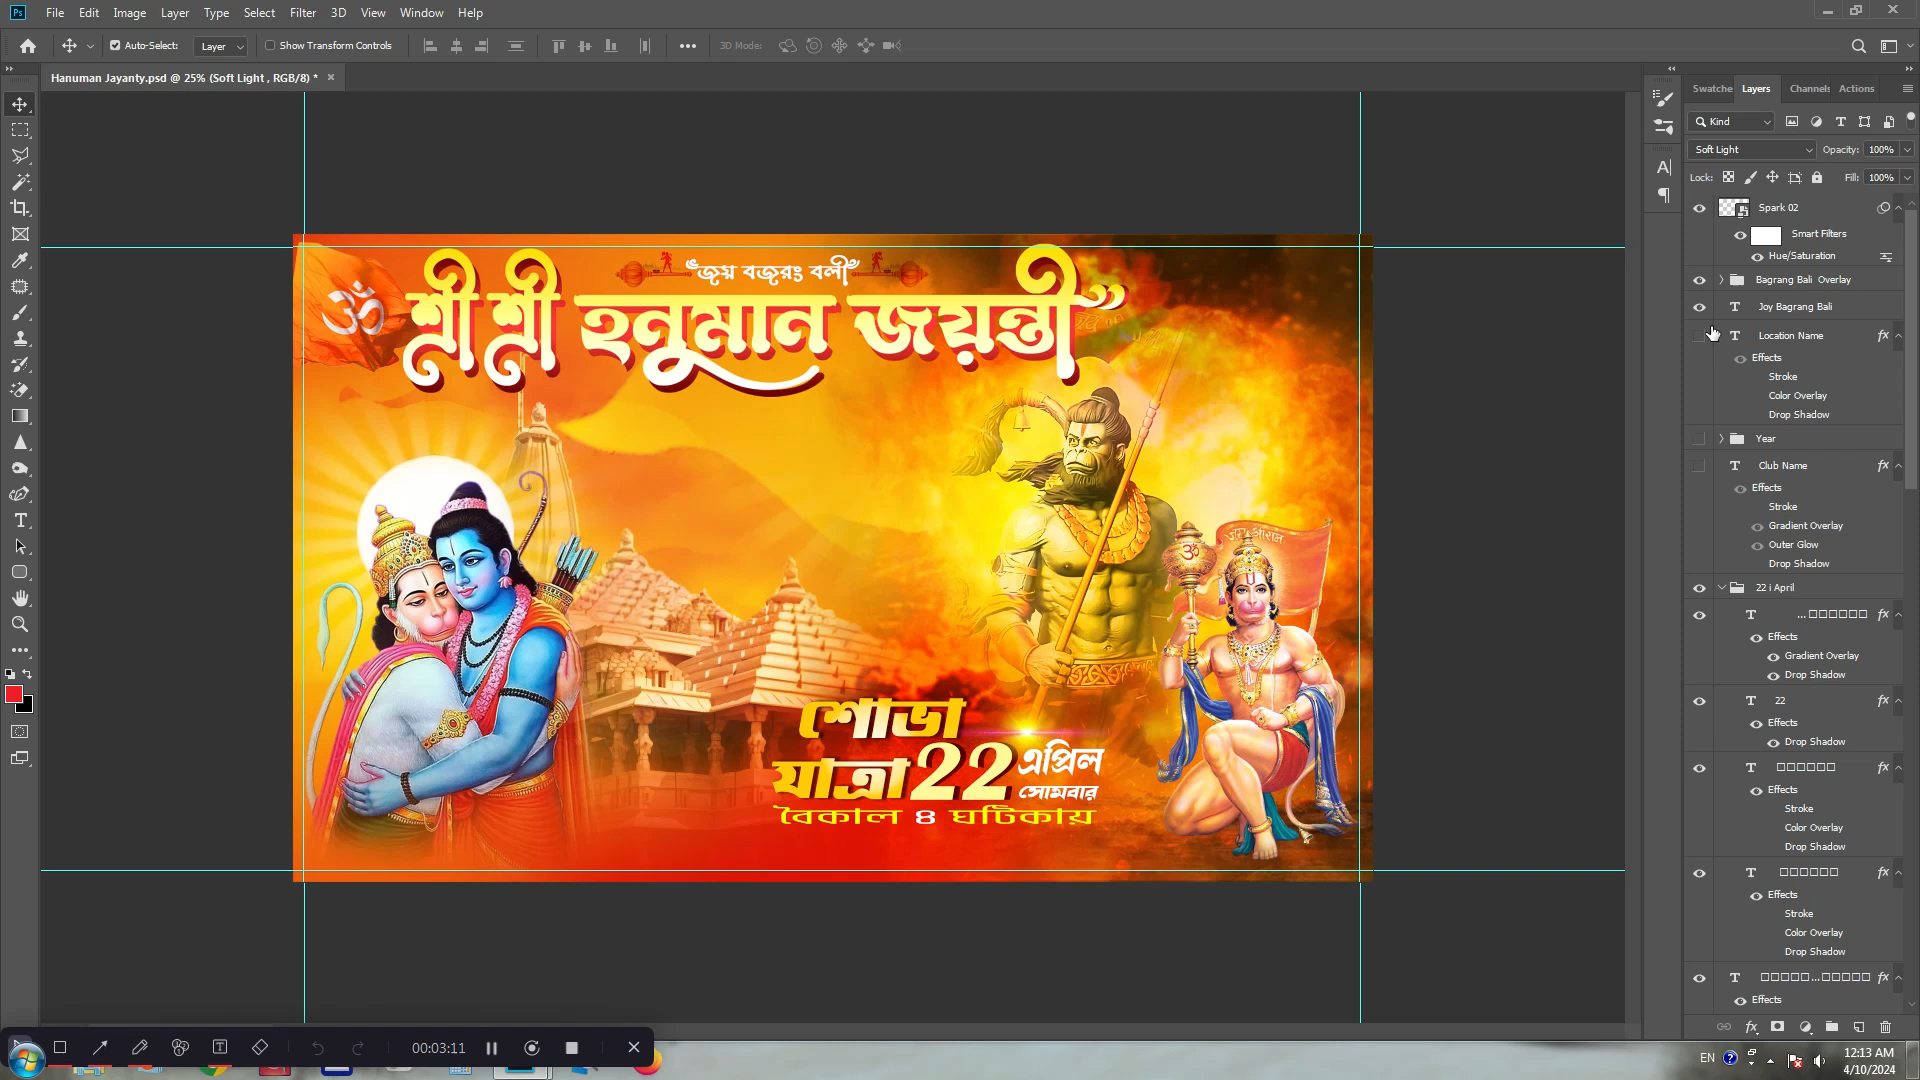 File Edit Image Layer Type Select Filter 3D View Window Help
Auto-Select: Layer Show Transform Controls 3D Mode:
Hanuman Jayanty.psd @ 25% (Soft Light , RGB/8) *
Swatche Layers Channels Actions
Kind
Soft Light Opacity: 100%
Lock: Fill: 100%
Spark 02
Smart Filters
Hue/Saturation
Bagrang Bali Overlay
Joy Bagrang Bali
Location Name
Effects
Stroke
Color Overlay
Drop Shadow
Year
Club Name
Effects
Stroke
Gradient Overlay
Outer Glow
Drop Shadow
22 i April
Effects
Gradient Overlay
Drop Shadow
22
Effects
Drop Shadow
Effects
Stroke
Color Overlay
Drop Shadow
Effects
Stroke
Color Overlay
Drop Shadow
Effects
জয় বজরং বলী
ॐ শ্রী শ্রী হনুমান জয়ন্তী
শোভা
যাত্রা 22 এপ্রিল
সোমবার
বৈকাল ৪ ঘটিকায়
00:03:11
EN
12:13 AM
4/10/2024